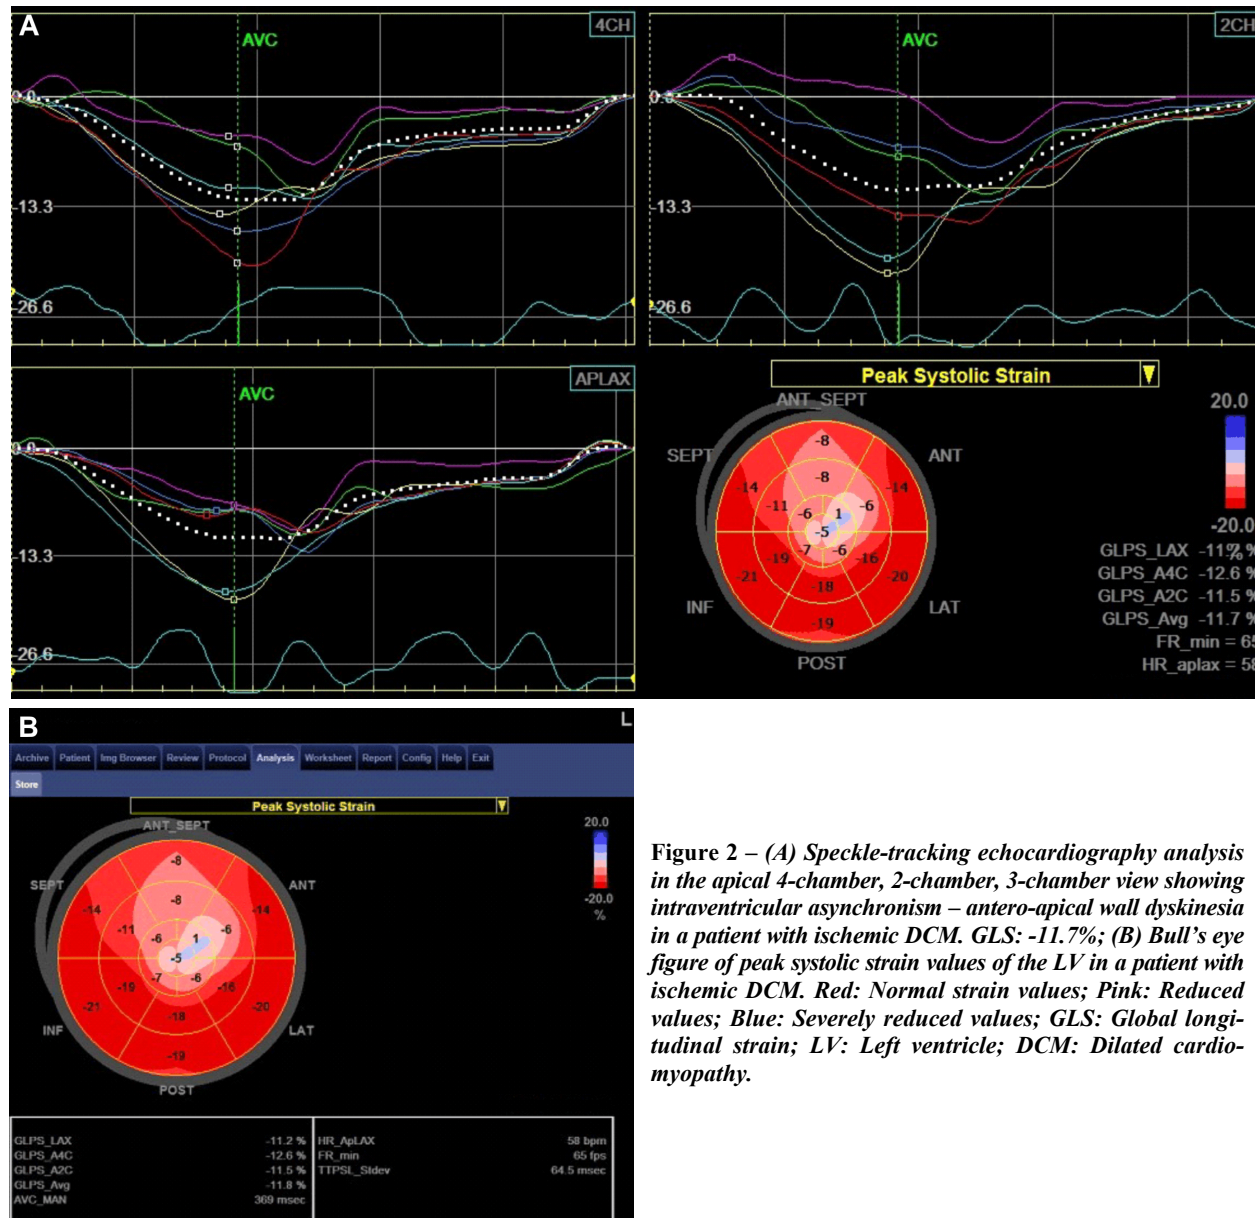 A
4CH
AVC
0.0
-13.3
-26.6
2CH
AVC
-13.3
-26.6
APLAX
AVC
0.0
-13.3
-26.6
Peak Systolic Strain
ANT_SEPT
SEPT
ANT
INF
LAT
POST
-8
-14
-14
-8
-11
-6
-6
1
-5
-7
-6
-19
-16
-21
-20
-18
-19
20.0
-20.0
%
GLPS_LAX
GLPS_A4C -12.6 %
GLPS_A2C -11.5 %
GLPS_Avg -11.7 %
FR_min = 65
HR_aplax = 58
B
L
Archive Patient Img Browser Review Protocol Analysis Worksheet Report Config Help Exit
Store
Peak Systolic Strain
ANT_SEPT
SEPT
ANT
INF
LAT
POST
-8
-14
-14
-8
-11
-6
-6
1
-5
-7
-6
-19
-16
-21
-20
-18
-19
20.0
-20.0
%
GLPS_LAX -11.2 % HR_ApLAX 58 bpm
GLPS_A4C -12.6 % FR_min 65 fps
GLPS_A2C -11.5 % TTPSL_Stdev 64.5 msec
GLPS_Avg -11.8 %
AVC_MAN 369 msec
Figure 2 – (A) Speckle-tracking echocardiography analysis
in the apical 4-chamber, 2-chamber, 3-chamber view showing
intraventricular asynchronism – antero-apical wall dyskinesia
in a patient with ischemic DCM. GLS: -11.7%; (B) Bull’s eye
figure of peak systolic strain values of the LV in a patient with
ischemic DCM. Red: Normal strain values; Pink: Reduced
values; Blue: Severely reduced values; GLS: Global longi-
tudinal strain; LV: Left ventricle; DCM: Dilated cardio-
myopathy.